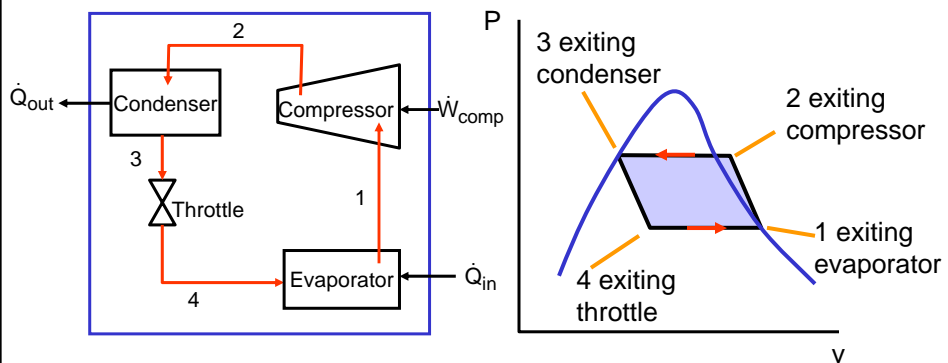 2
Condenser
Q̇out
Compressor
Ẇcomp
3
Throttle
1
Evaporator
Q̇in
4
P
3 exiting
condenser
2 exiting
compressor
1 exiting
evaporator
4 exiting
throttle
v